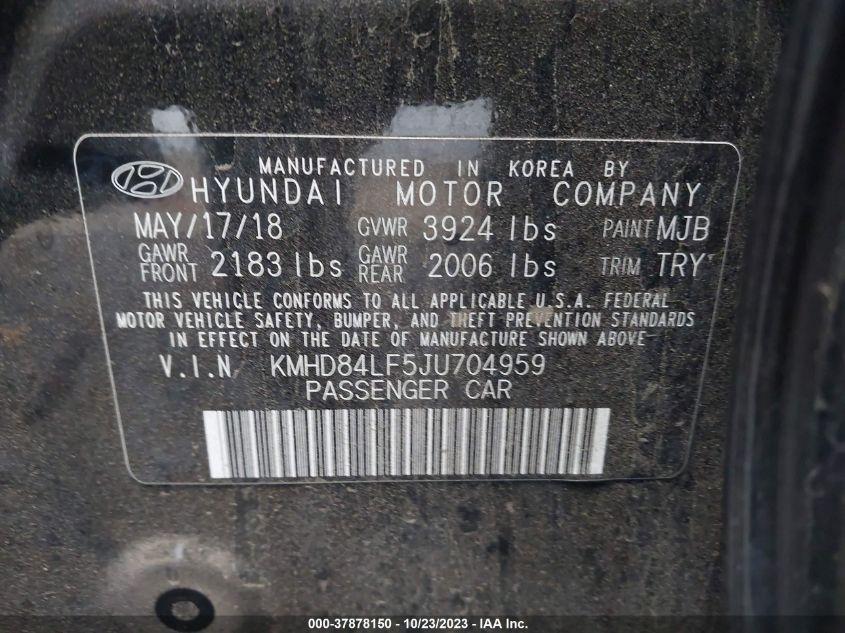 MANUFACTURED IN KOREA BY
HYUNDAI MOTOR COMPANY
MAY/17/18 GVWR 3924 lbs PAINT MJB
GAWR FRONT 2183 lbs GAWR REAR 2006 lbs TRIM TRY
THIS VEHICLE CONFORMS TO ALL APPLICABLE U.S.A. FEDERAL
MOTOR VEHICLE SAFETY, BUMPER, AND THEFT PREVENTION STANDARDS
IN EFFECT ON THE DATE OF MANUFACTURE SHOWN ABOVE
V.I.N KMHD84LF5JU704959
PASSENGER CAR
000-37878150 - 10/23/2023 - IAA Inc.